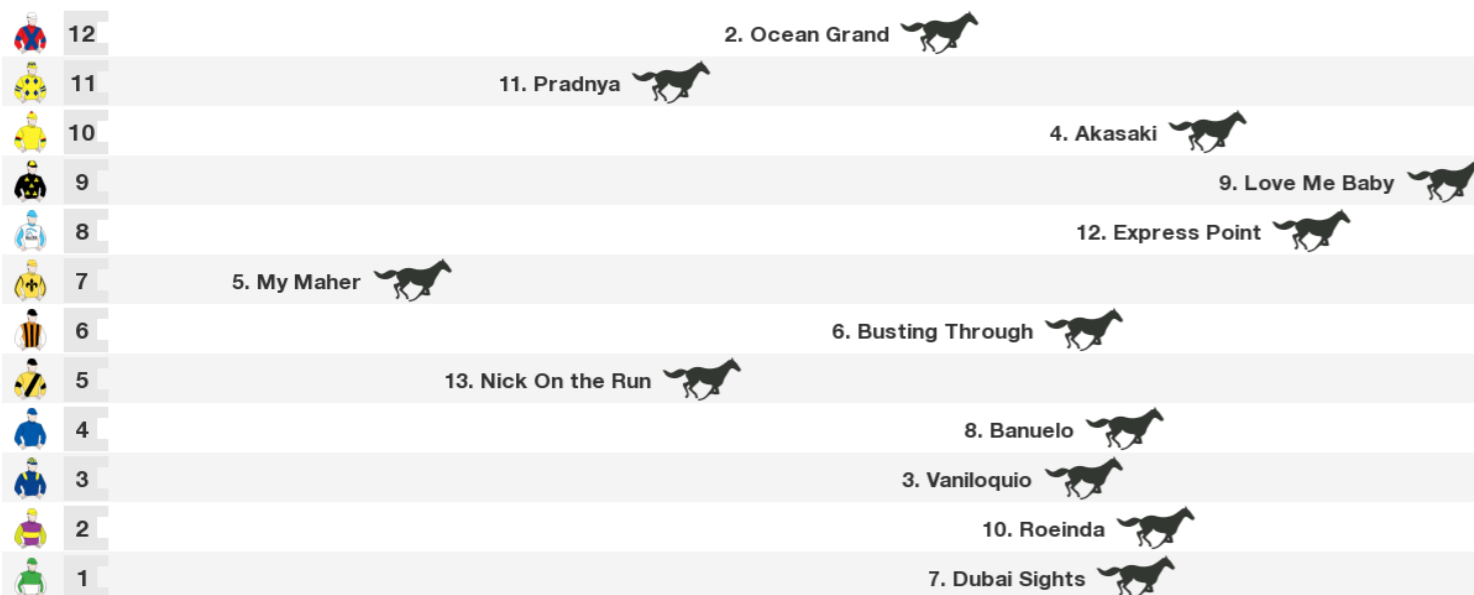 12 2. Ocean Grand
11 11. Pradnya
10 4. Akasaki
9 9. Love Me Baby
8 12. Express Point
7 5. My Maher
6 6. Busting Through
5 13. Nick On the Run
4 8. Banuelo
3 3. Vaniloquio
2 10. Roeinda
1 7. Dubai Sights